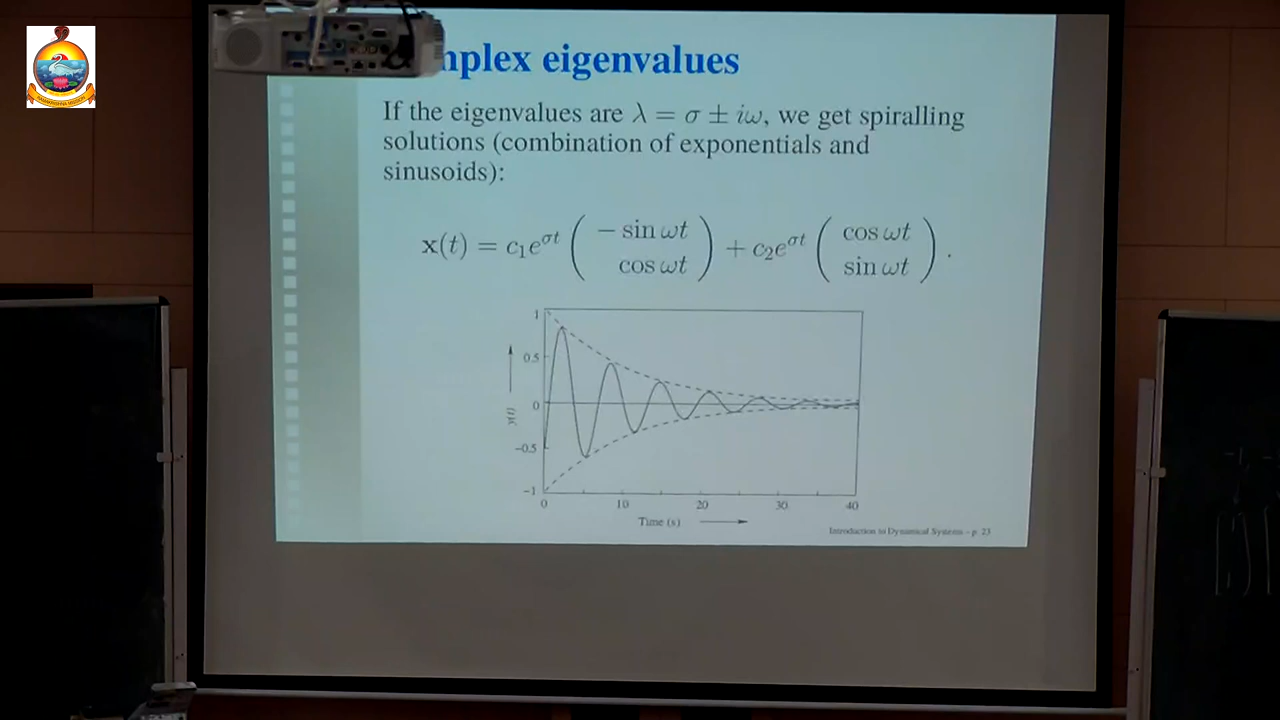 mplex eigenvalues
If the eigenvalues are λ = σ ± iω, we get spiralling
solutions (combination of exponentials and
sinusoids):
x(t) = c₁e^{σt} ( − sin ωt / cos ωt ) + c₂e^{σt} ( cos ωt / sin ωt ) .
1
0.5
0
−0.5
−1
y(t)
0 10 20 30 40
Time (s)
Introduction to Dynamical Systems – p. 23